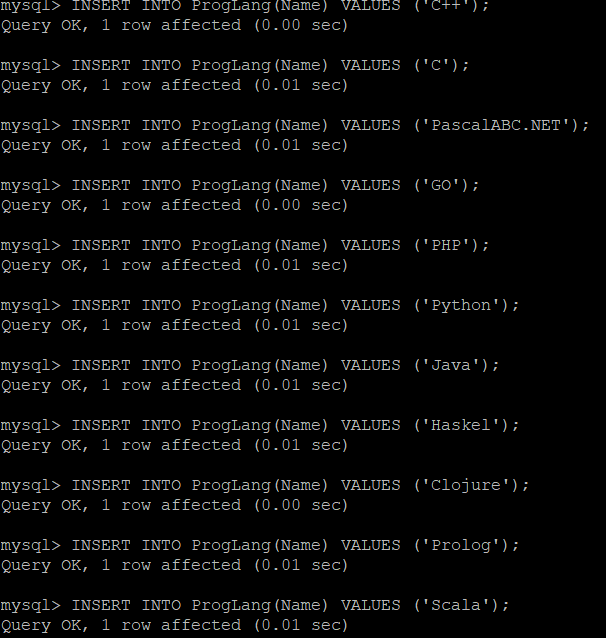 mysql> INSERT INTO ProgLang(Name) VALUES ('C++');
Query OK, 1 row affected (0.00 sec)
mysql> INSERT INTO ProgLang(Name) VALUES ('C');
Query OK, 1 row affected (0.01 sec)
mysql> INSERT INTO ProgLang(Name) VALUES ('PascalABC.NET');
Query OK, 1 row affected (0.01 sec)
mysql> INSERT INTO ProgLang(Name) VALUES ('GO');
Query OK, 1 row affected (0.00 sec)
mysql> INSERT INTO ProgLang(Name) VALUES ('PHP');
Query OK, 1 row affected (0.01 sec)
mysql> INSERT INTO ProgLang(Name) VALUES ('Python');
Query OK, 1 row affected (0.01 sec)
mysql> INSERT INTO ProgLang(Name) VALUES ('Java');
Query OK, 1 row affected (0.01 sec)
mysql> INSERT INTO ProgLang(Name) VALUES ('Haskel');
Query OK, 1 row affected (0.01 sec)
mysql> INSERT INTO ProgLang(Name) VALUES ('Clojure');
Query OK, 1 row affected (0.00 sec)
mysql> INSERT INTO ProgLang(Name) VALUES ('Prolog');
Query OK, 1 row affected (0.01 sec)
mysql> INSERT INTO ProgLang(Name) VALUES ('Scala');
Query OK, 1 row affected (0.01 sec)